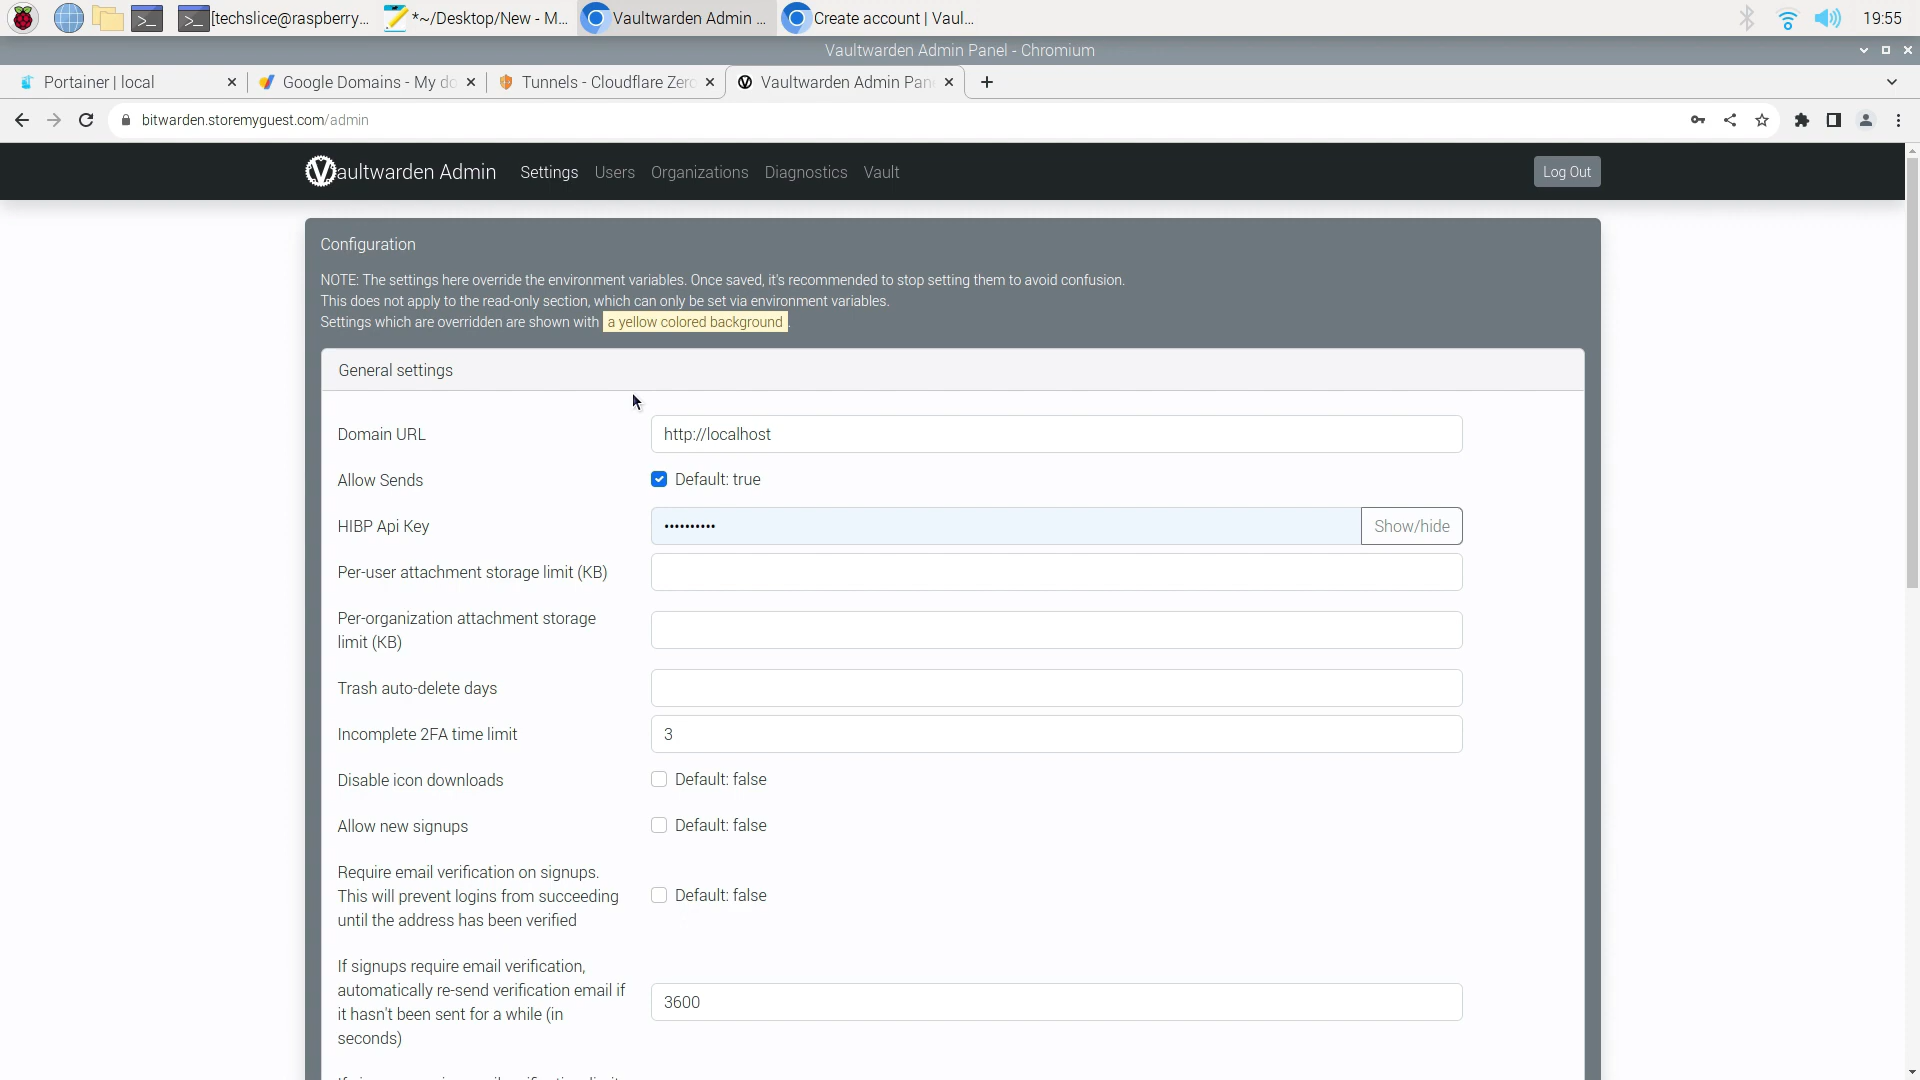 [techslice@raspberry...
*~/Desktop/New - M...
Vaultwarden Admin ...
Create account | Vaul...
19:55
Vaultwarden Admin Panel - Chromium
Portainer | local
Google Domains - My do
Tunnels - Cloudflare Zero
Vaultwarden Admin Pan
bitwarden.storemyguest.com/admin
Vaultwarden Admin
Settings
Users
Organizations
Diagnostics
Vault
Log Out
Configuration
NOTE: The settings here override the environment variables. Once saved, it's recommended to stop setting them to avoid confusion.
This does not apply to the read-only section, which can only be set via environment variables.
Settings which are overridden are shown with a yellow colored background.
General settings
Domain URL
http://localhost
Allow Sends
Default: true
HIBP Api Key
••••••••••
Show/hide
Per-user attachment storage limit (KB)
Per-organization attachment storage
limit (KB)
Trash auto-delete days
Incomplete 2FA time limit
3
Disable icon downloads
Default: false
Allow new signups
Default: false
Require email verification on signups.
This will prevent logins from succeeding
until the address has been verified
Default: false
If signups require email verification,
automatically re-send verification email if
it hasn't been sent for a while (in
seconds)
3600